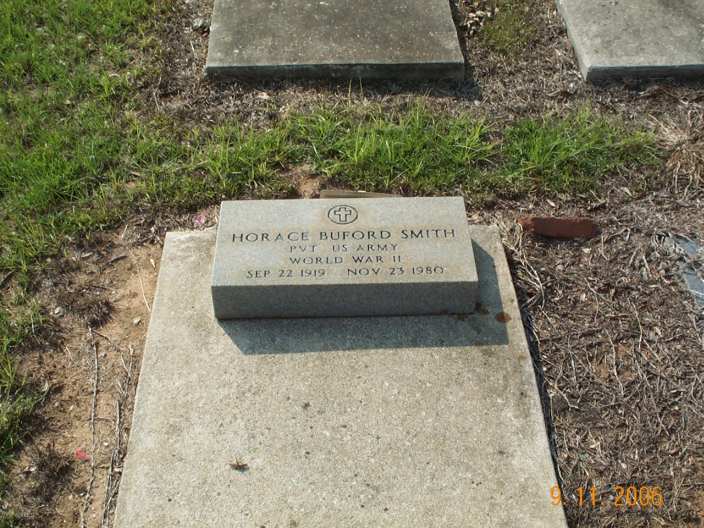 HORACE BUFORD SMITH
PVT US ARMY
WORLD WAR II
SEP 22 1919 NOV 23 1980
9.11.2006